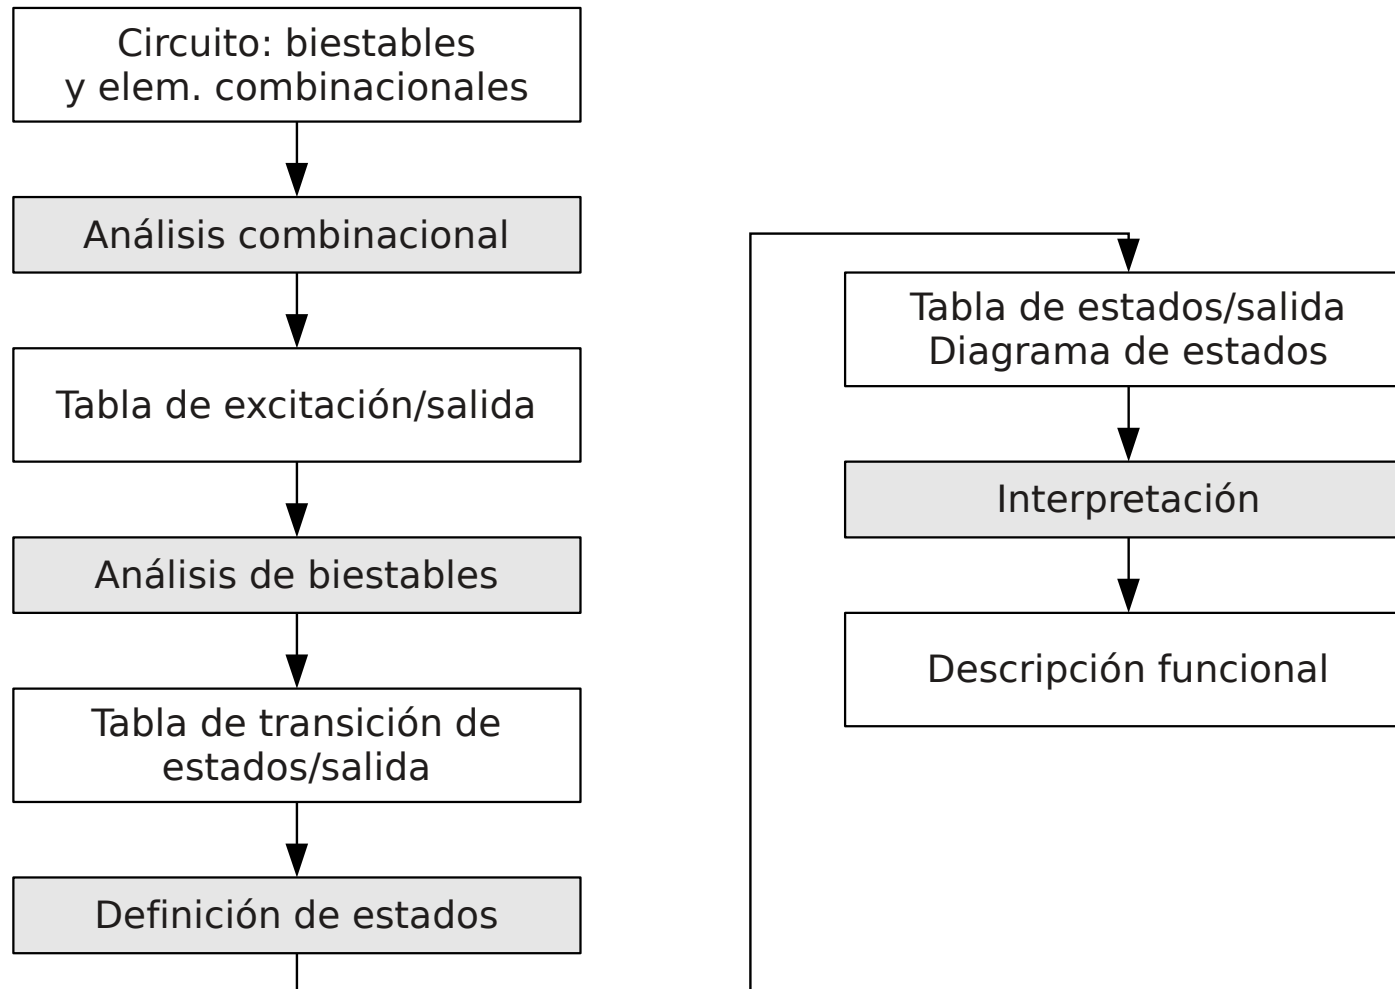 Circuito: biestables
y elem. combinacionales
Análisis combinacional
Tabla de excitación/salida
Análisis de biestables
Tabla de transición de
estados/salida
Definición de estados
Tabla de estados/salida
Diagrama de estados
Interpretación
Descripción funcional